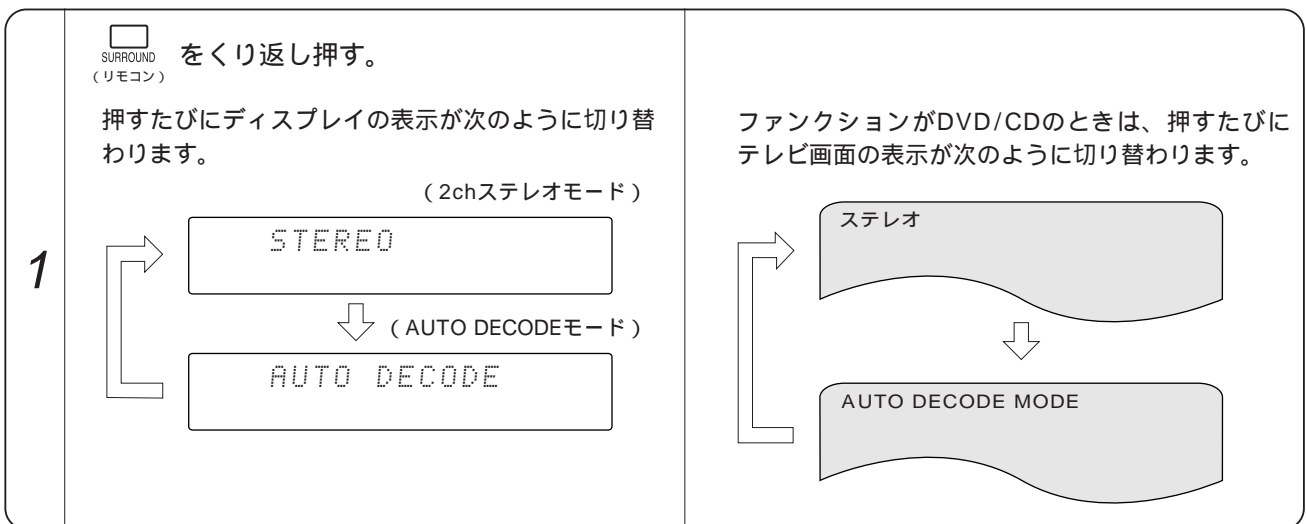 1
SURROUND
(リモコン)
をくり返し押す。
押すたびにディスプレイの表示が次のように切り替
わります。
(2chステレオモード)
STEREO
(AUTO DECODEモード)
AUTO DECODE
ファンクションがDVD/CDのときは、押すたびに
テレビ画面の表示が次のように切り替わります。
ステレオ
AUTO DECODE MODE